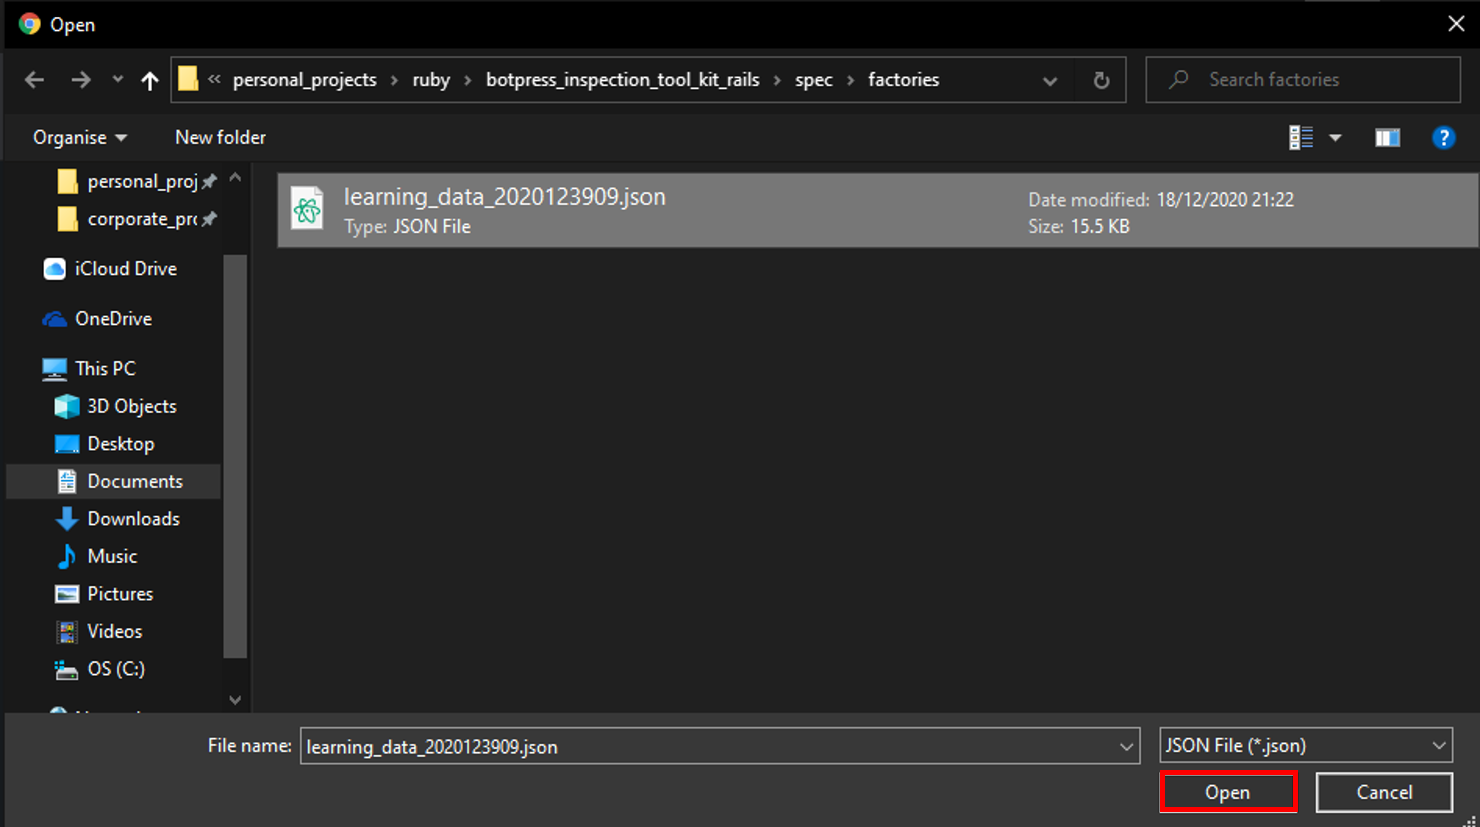 Open
« personal_projects › ruby › botpress_inspection_tool_kit_rails › spec › factories
Search factories
Organise
New folder
?
personal_proj
corporate_pro
iCloud Drive
OneDrive
This PC
3D Objects
Desktop
Documents
Downloads
Music
Pictures
Videos
OS (C:)
learning_data_2020123909.json
Type: JSON File
Date modified: 18/12/2020 21:22
Size: 15.5 KB
File name: learning_data_2020123909.json
JSON File (*.json)
Open
Cancel